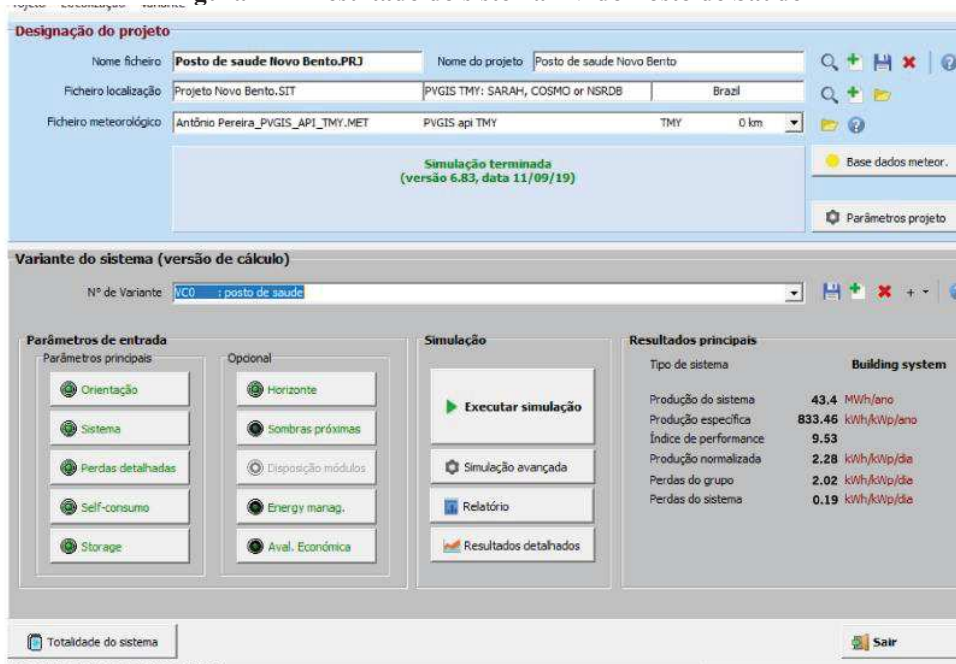 Designação do projeto
Nome ficheiro Posto de saude Novo Bento.PRJ Nome do projeto Posto de saude Novo Bento
Ficheiro localização Projeto Novo Bento.SIT PVGIS TMY: SARAH, COSMO or NSRDB Brazil
Ficheiro meteorológico Antônio Pereira_PVGIS_API_TMY.MET PVGIS api TMY TMY 0 km
Simulação terminada
(versão 6.83, data 11/09/19)
Base dados meteor.
Parâmetros projeto
Variante do sistema (versão de cálculo)
Nº de Variante VC0 : posto de saude
Parâmetros de entrada
Parâmetros principais
Orientação
Sistema
Perdas detalhadas
Self-consumo
Storage
Opcional
Horizonte
Sombras próximas
Disposição módulos
Energy manag.
Aval. Económica
Simulação
Executar simulação
Simulação avançada
Relatório
Resultados detalhados
Resultados principais
Tipo de sistema Building system
Produção do sistema 43.4 MWh/ano
Produção específica 833.46 kWh/kWp/ano
Índice de performance 9.53
Produção normalizada 2.28 kWh/kWp/dia
Perdas do grupo 2.02 kWh/kWp/dia
Perdas do sistema 0.19 kWh/kWp/dia
Totalidade do sistema
Sair